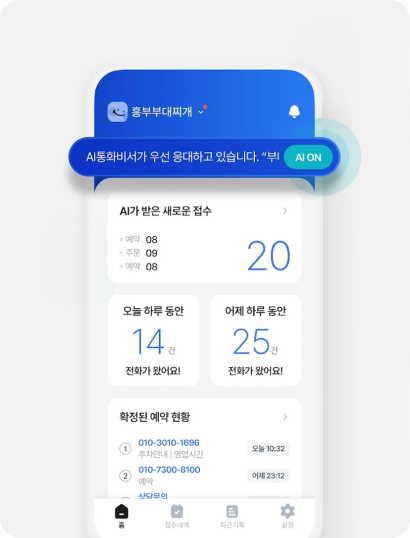 흥부부대찌개
AI통화비서가 우선 응대하고 있습니다. “부
AI ON
AI가 받은 새로운 접수
예약 08
주문 09
예약 08
20
오늘 하루 동안
14 건
전화가 왔어요!
어제 하루 동안
25 건
전화가 왔어요!
확정된 예약 현황
1 010-3010-1696
주차안내 | 영업시간
오늘 10:32
2 010-7300-8100
예약
어제 23:12
상담문의
홈
접수내역
최근기록
설정